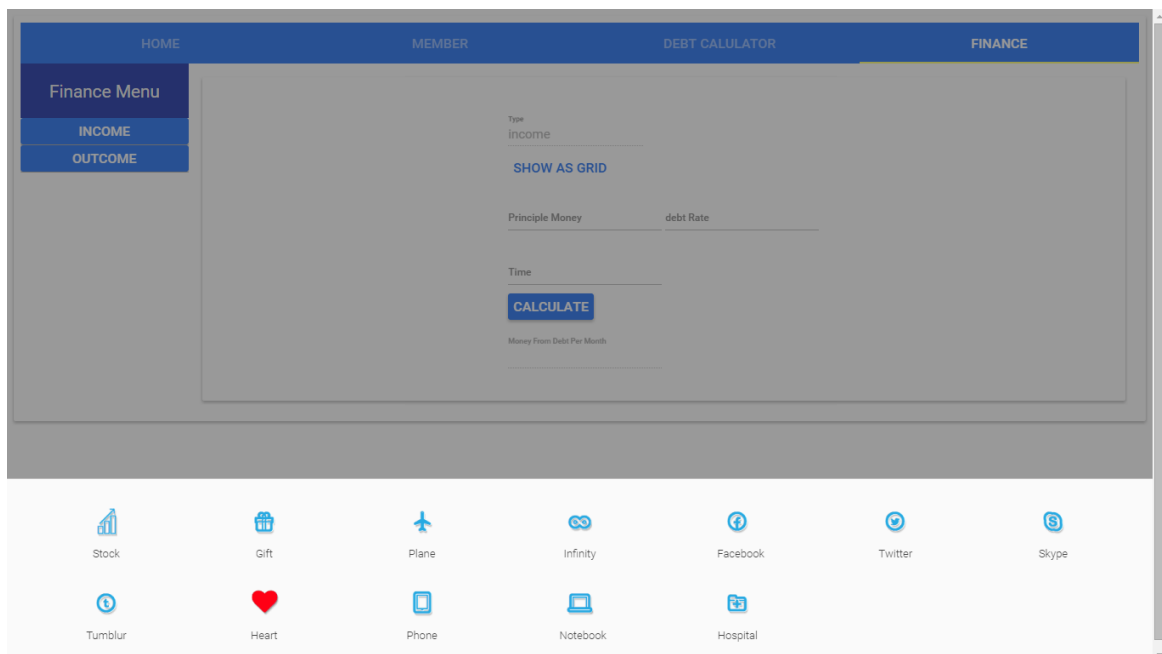 HOME MEMBER DEBT CALULATOR FINANCE
Finance Menu
INCOME
OUTCOME
Type
income
SHOW AS GRID
Principle Money debt Rate
Time
CALCULATE
Money From Debt Per Month
Stock Gift Plane Infinity Facebook Twitter Skype
Tumblur Heart Phone Notebook Hospital